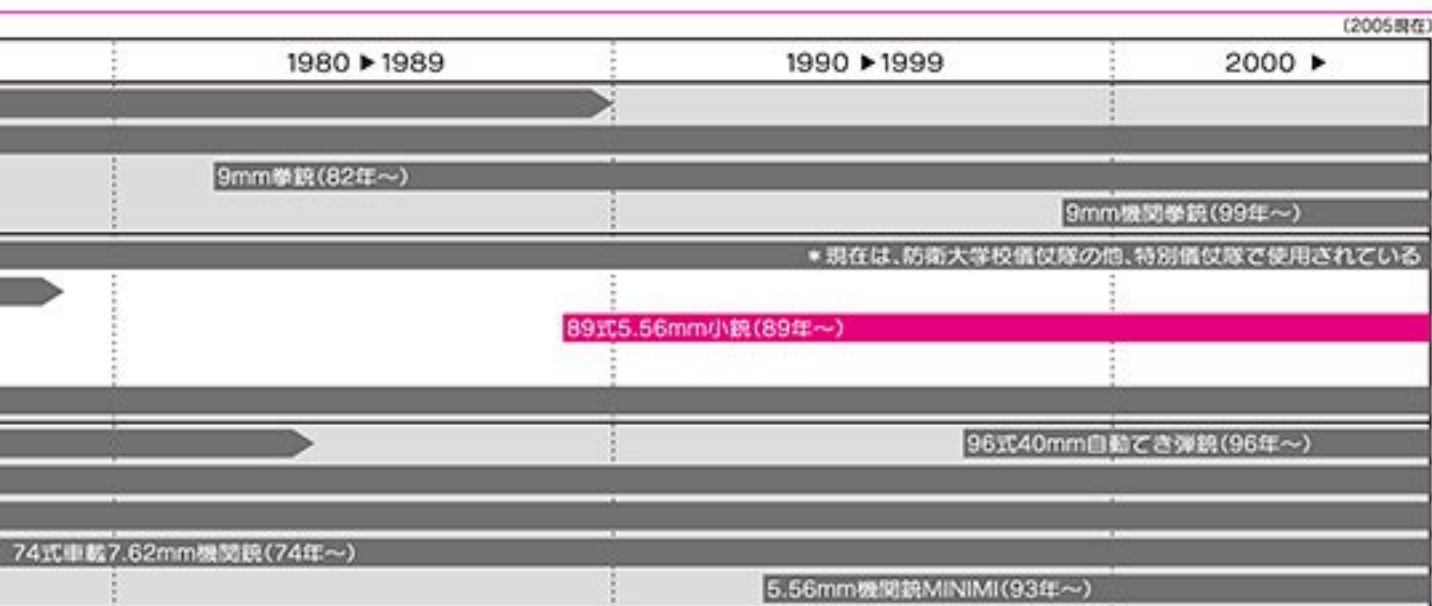 (2005現在)
1980 ▶ 1989
1990 ▶ 1999
2000 ▶
9mm拳銃(82年〜)
9mm機関拳銃(99年〜)
*現在は、防衛大学校儀仗隊の他、特別儀仗隊で使用されている
89式5.56mm小銃(89年〜)
96式40mm自動てき弾銃(96年〜)
74式車載7.62mm機関銃(74年〜)
5.56mm機関銃MINIMI(93年〜)